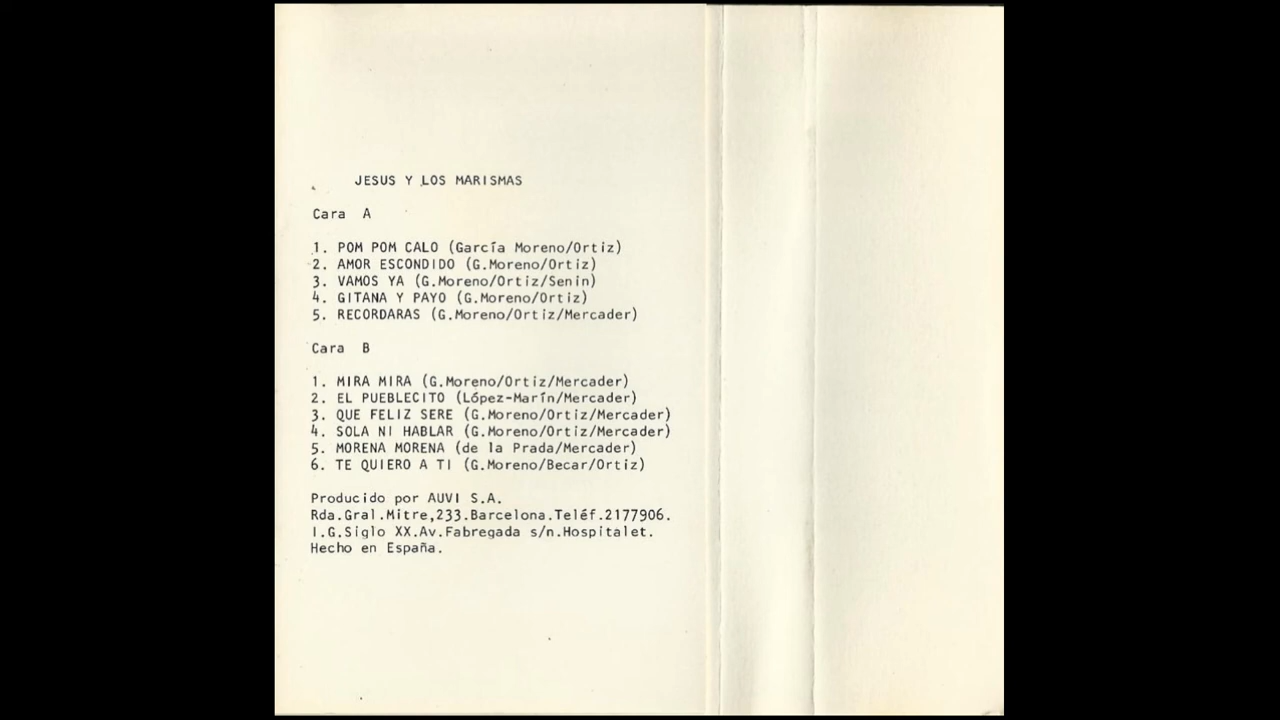 JESUS Y LOS MARISMAS
Cara A
1. POM POM CALO (García Moreno/Ortiz)
2. AMOR ESCONDIDO (G.Moreno/Ortiz)
3. VAMOS YA (G.Moreno/Ortiz/Senin)
4. GITANA Y PAYO (G.Moreno/Ortiz)
5. RECORDARAS (G.Moreno/Ortiz/Mercader)
Cara B
1. MIRA MIRA (G.Moreno/Ortiz/Mercader)
2. EL PUEBLECITO (López-Marín/Mercader)
3. QUE FELIZ SERE (G.Moreno/Ortiz/Mercader)
4. SOLA NI HABLAR (G.Moreno/Ortiz/Mercader)
5. MORENA MORENA (de la Prada/Mercader)
6. TE QUIERO A TI (G.Moreno/Becar/Ortiz)
Producido por AUVI S.A.
Rda.Gral.Mitre,233.Barcelona.Teléf.2177906.
I.G.Siglo XX.Av.Fabregada s/n.Hospitalet.
Hecho en España.